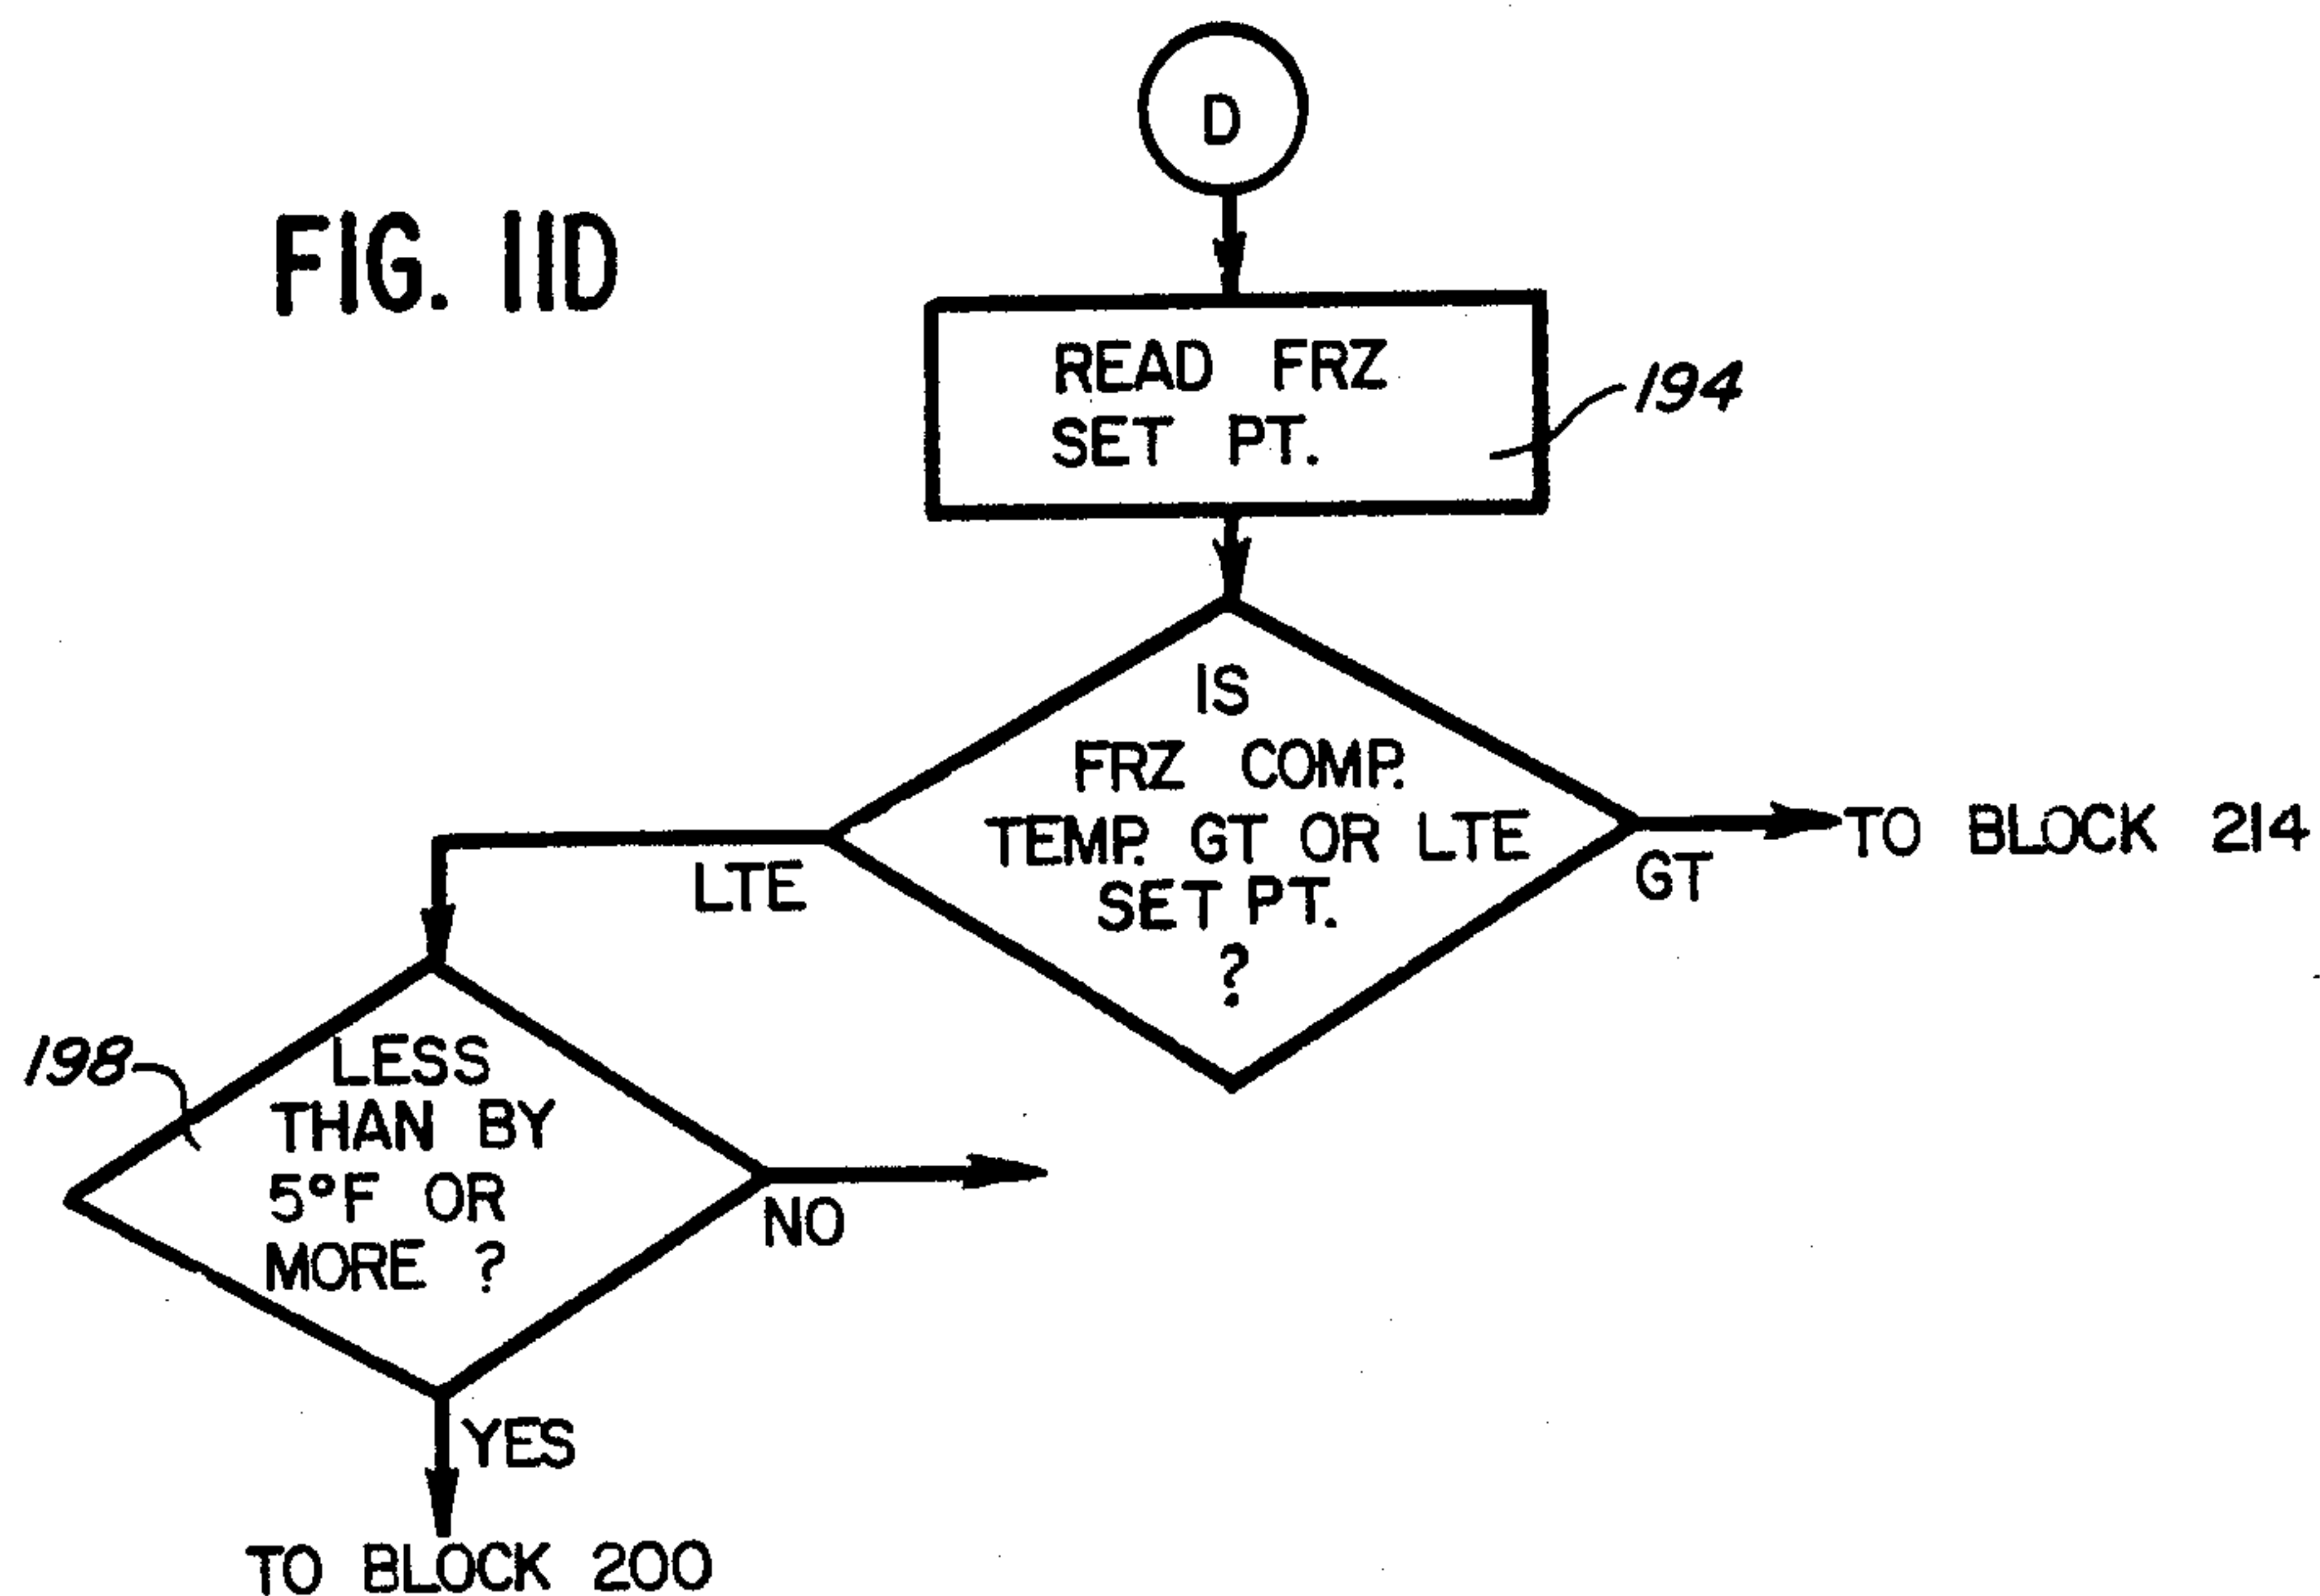 D
FIG. 11D
READ FRZ
SET PT.
194
IS
FRZ COMP.
TEMP. GT OR LTE
SET PT.
?
LTE
GT
TO BLOCK 214
198
LESS
THAN BY
5°F OR
MORE ?
NO
YES
TO BLOCK 200